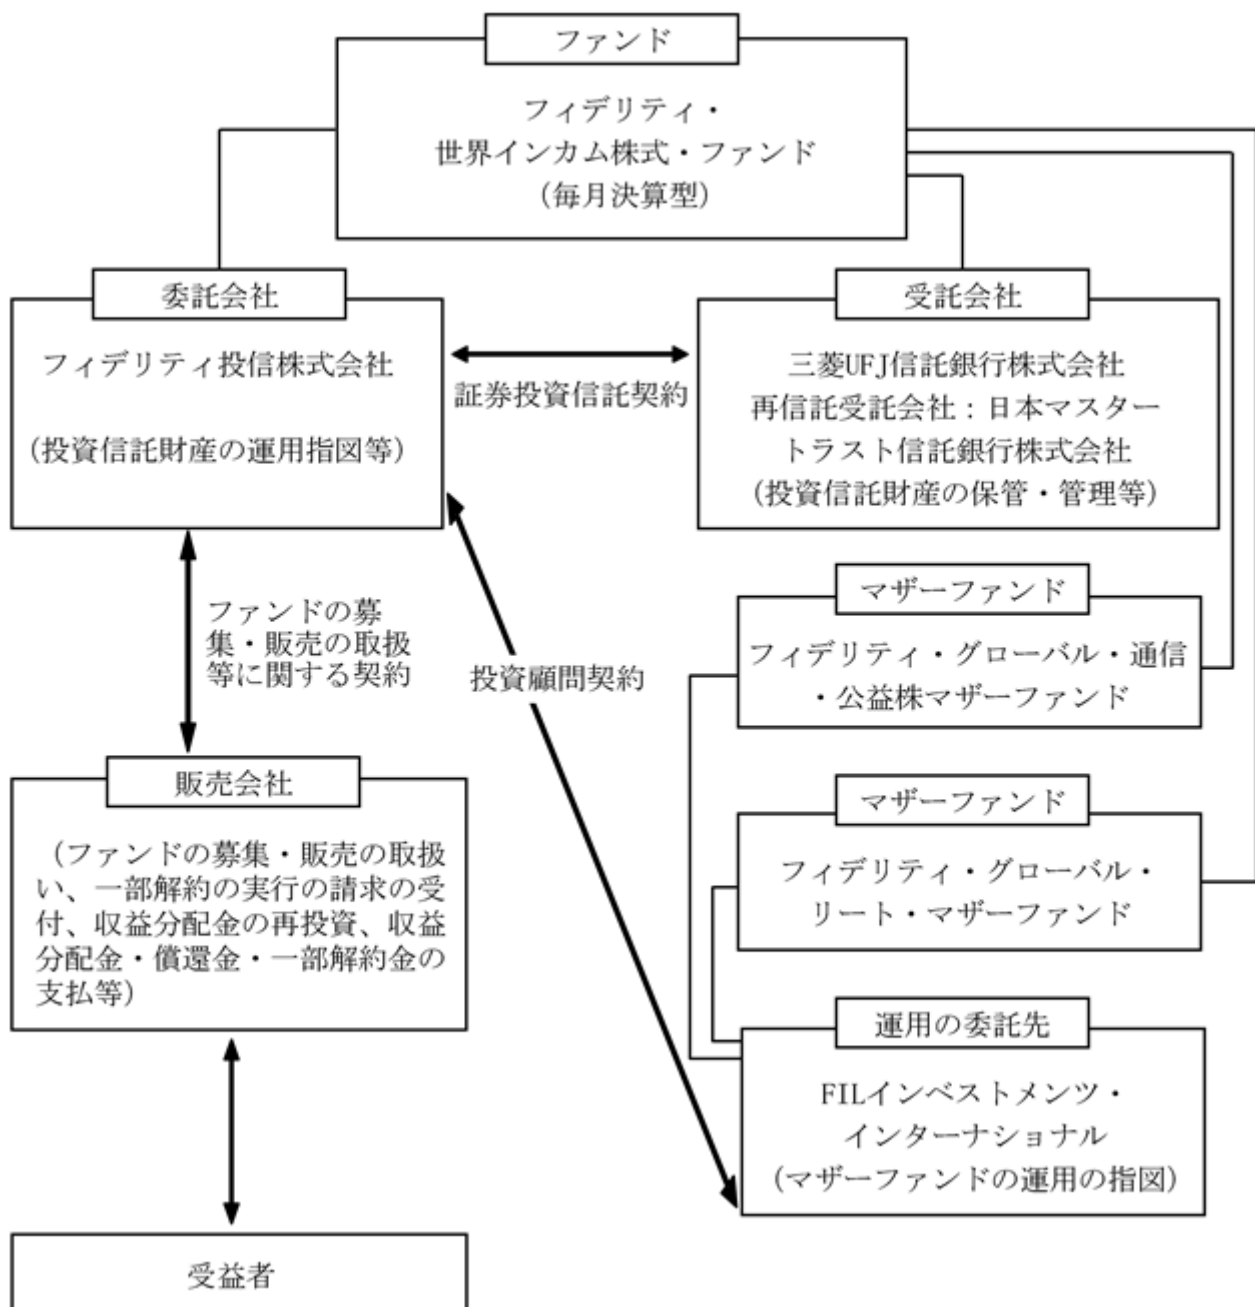 ファンド
フィデリティ・
世界インカム株式・ファンド
(毎月決算型)
委託会社
フィデリティ投信株式会社
(投資信託財産の運用指図等)
証券投資信託契約
受託会社
三菱UFJ信託銀行株式会社
再信託受託会社：日本マスター
トラスト信託銀行株式会社
(投資信託財産の保管・管理等)
ファンドの募
集・販売の取扱
等に関する契約
投資顧問契約
マザーファンド
フィデリティ・グローバル・通信
・公益株マザーファンド
販売会社
(ファンドの募集・販売の取扱
い、一部解約の実行の請求の受
付、収益分配金の再投資、収益
分配金・償還金・一部解約金の
支払等)
マザーファンド
フィデリティ・グローバル・
リート・マザーファンド
運用の委託先
FILインベストメンツ・
インターナショナル
(マザーファンドの運用の指図)
受益者